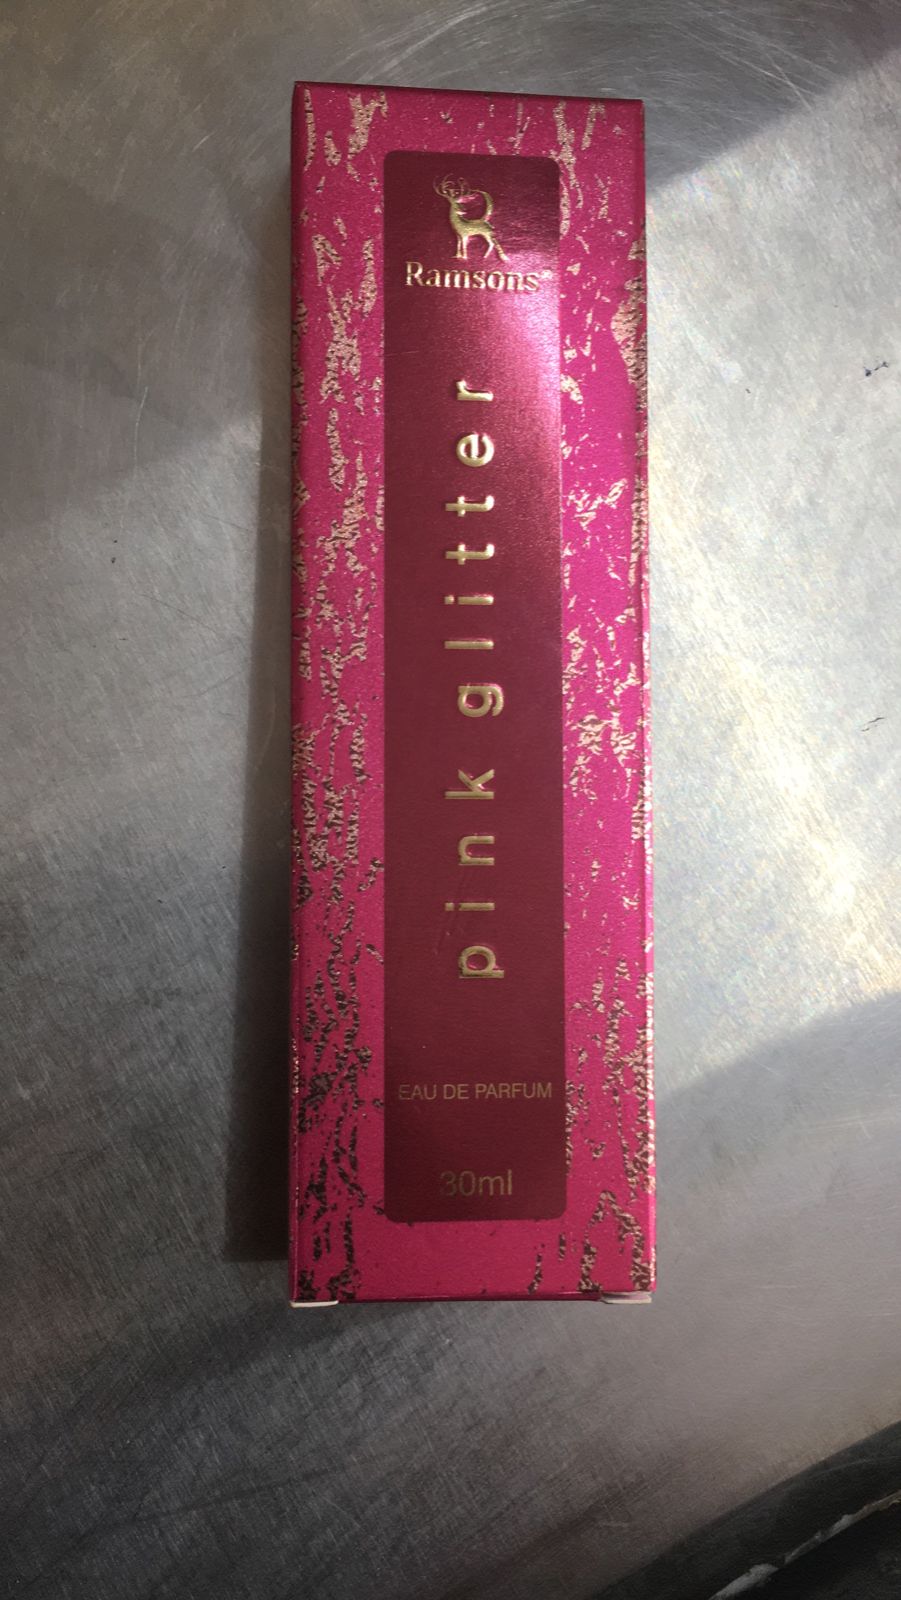 Ramsons®
pink glitter
EAU DE PARFUM
30ml